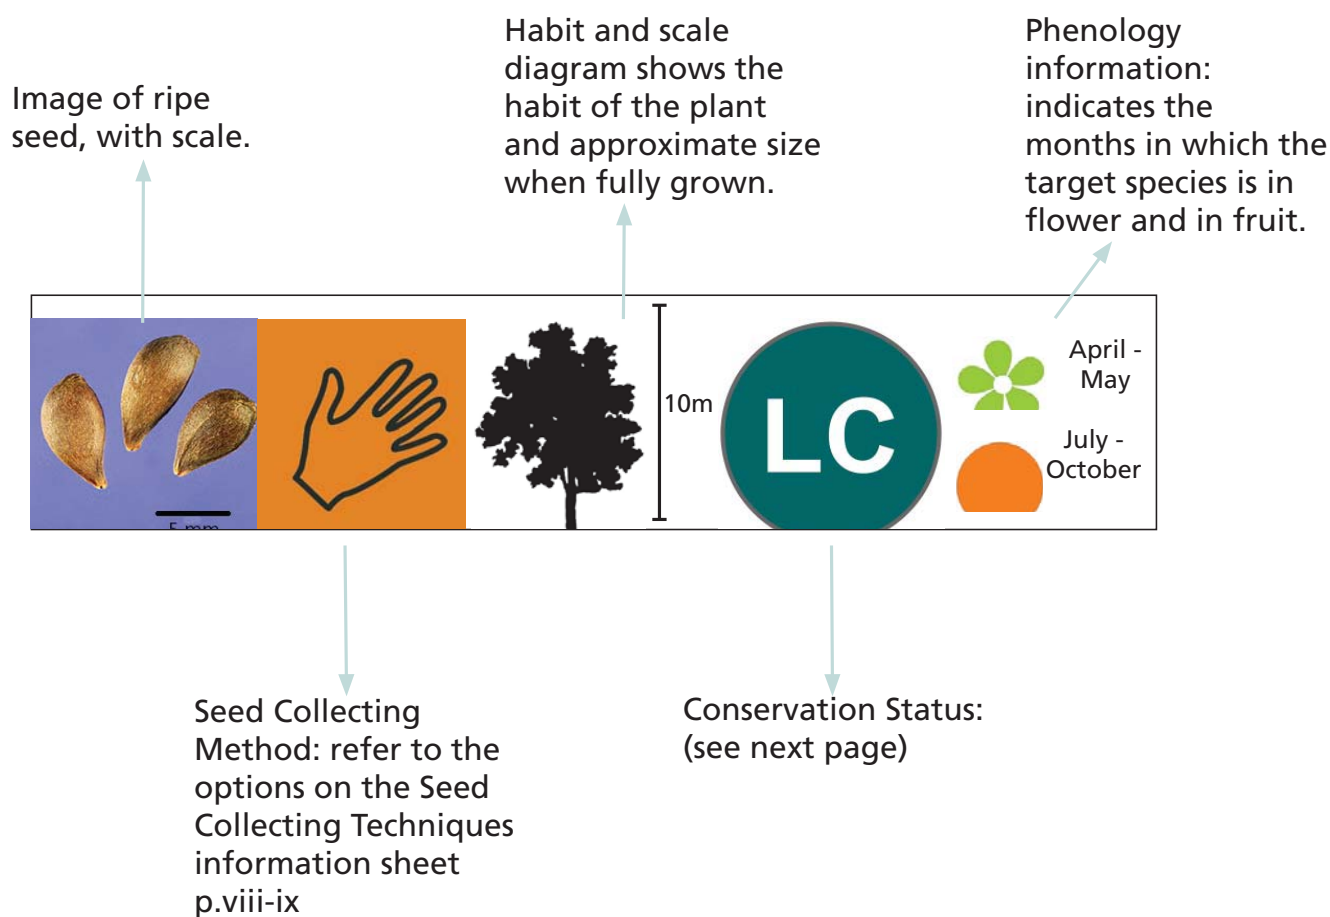 Image of ripe
seed, with scale.
Habit and scale
diagram shows the
habit of the plant
and approximate size
when fully grown.
Phenology
information:
indicates the
months in which the
target species is in
flower and in fruit.
5 mm
10m
LC
April -
May
July -
October
Seed Collecting
Method: refer to the
options on the Seed
Collecting Techniques
information sheet
p.viii-ix
Conservation Status:
(see next page)